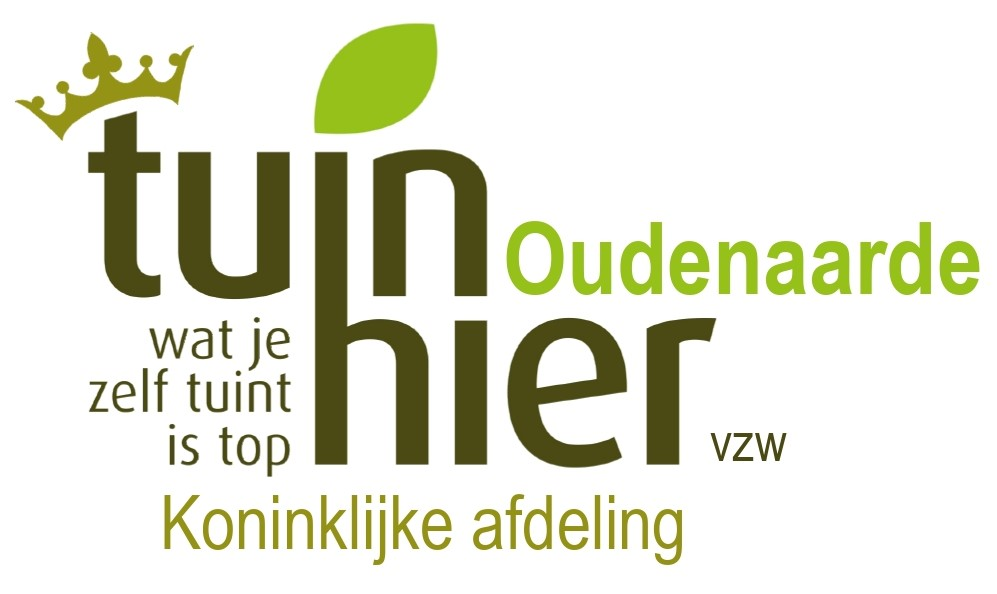 tuin
Oudenaarde
wat je
zelf tuint
is top
hier
vzw
Koninklijke afdeling